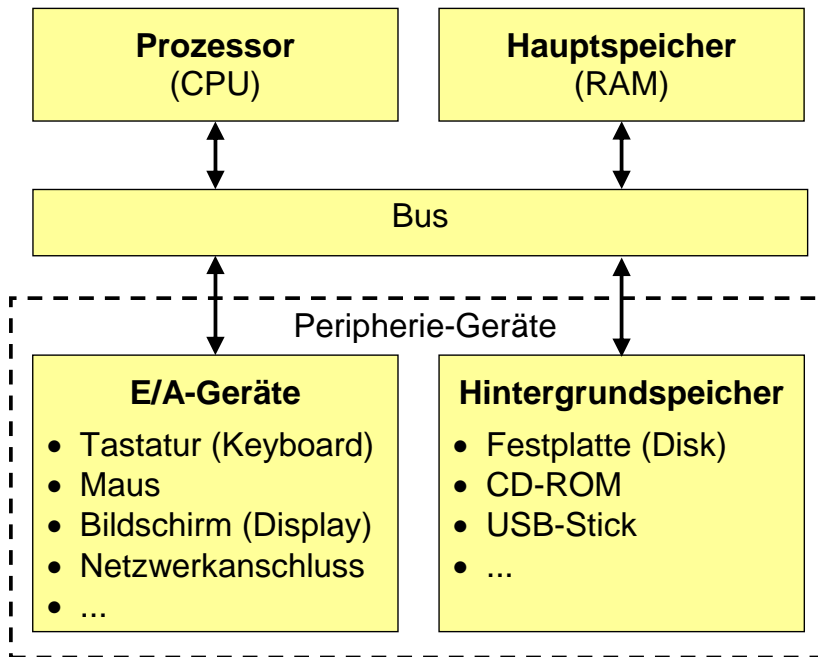 Prozessor
(CPU)
Hauptspeicher
(RAM)
Bus
Peripherie-Geräte
E/A-Geräte
• Tastatur (Keyboard)
• Maus
• Bildschirm (Display)
• Netzwerkanschluss
• ...
Hintergrundspeicher
• Festplatte (Disk)
• CD-ROM
• USB-Stick
• ...